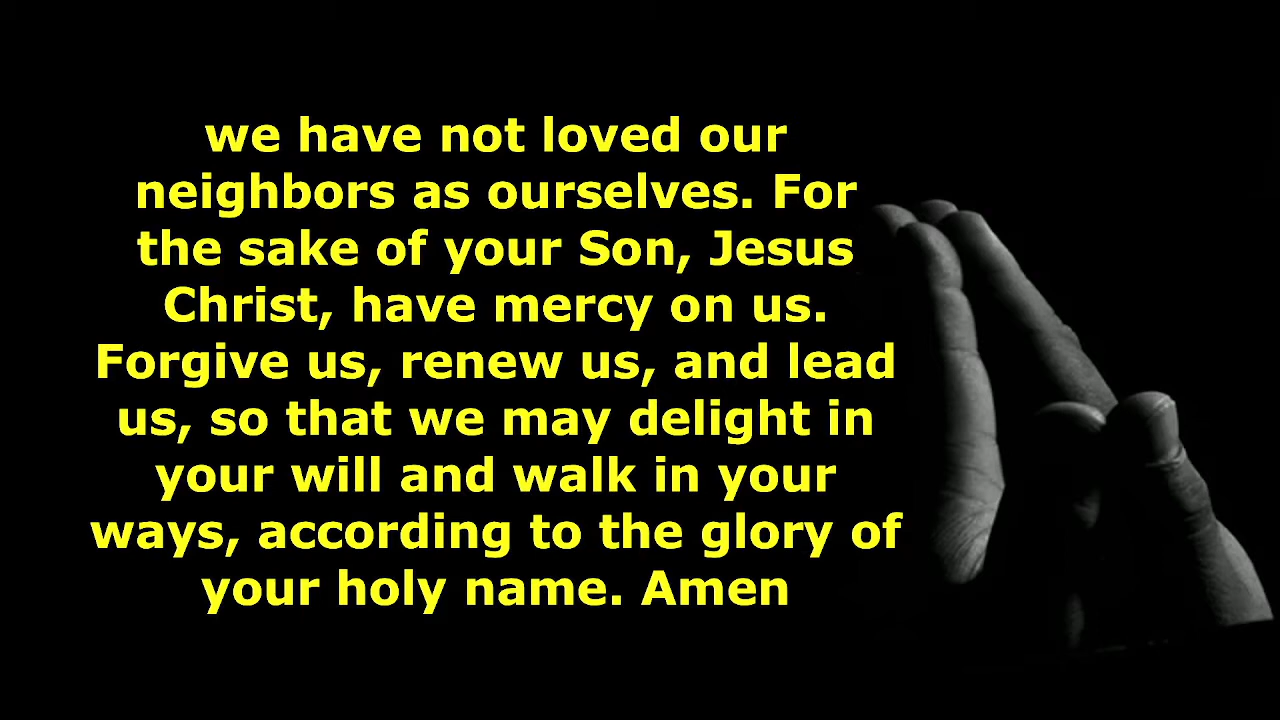 we have not loved our
neighbors as ourselves. For
the sake of your Son, Jesus
Christ, have mercy on us.
Forgive us, renew us, and lead
us, so that we may delight in
your will and walk in your
ways, according to the glory of
your holy name. Amen